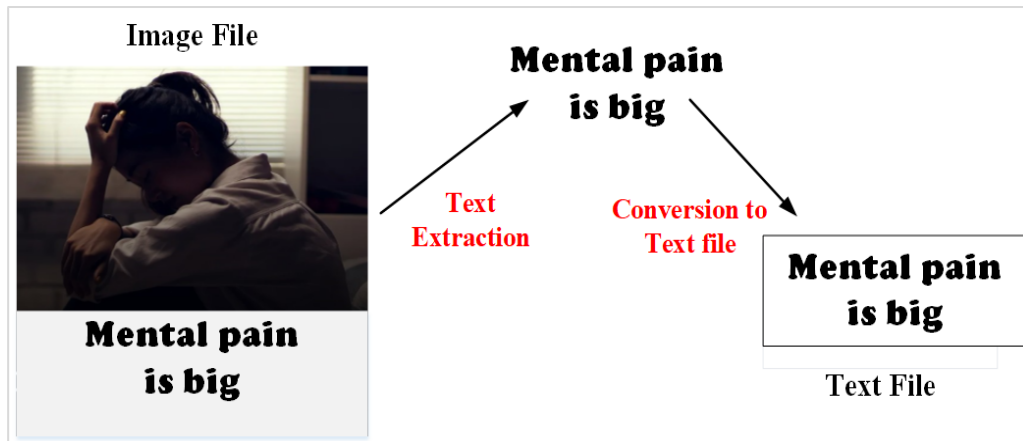 Image File
Mental pain
is big
Text
Extraction
Mental pain
is big
Conversion to
Text file
Mental pain
is big
Text File